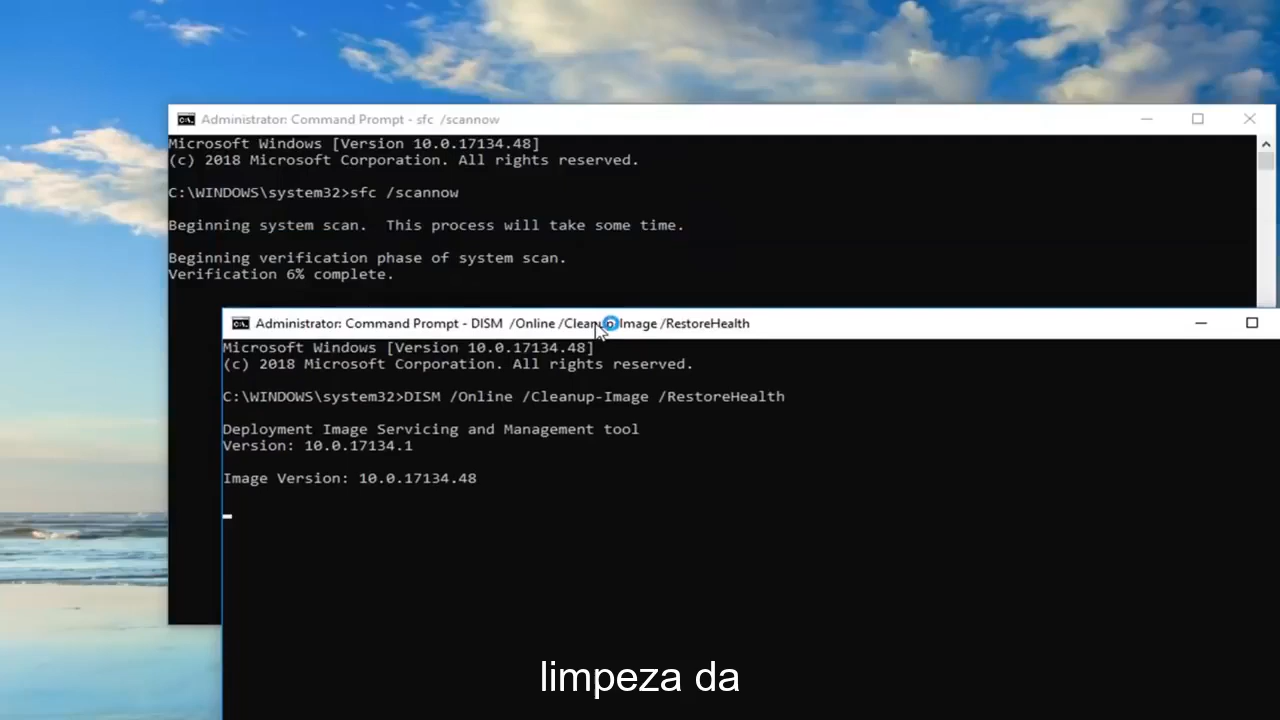 Administrator: Command Prompt - sfc  /scannow
Microsoft Windows [Version 10.0.17134.48]
(c) 2018 Microsoft Corporation. All rights reserved.
C:\WINDOWS\system32>sfc /scannow
Beginning system scan.  This process will take some time.
Beginning verification phase of system scan.
Verification 6% complete.
Administrator: Command Prompt - DISM  /Online /Cleanup-Image /RestoreHealth
Microsoft Windows [Version 10.0.17134.48]
(c) 2018 Microsoft Corporation. All rights reserved.
C:\WINDOWS\system32>DISM /Online /Cleanup-Image /RestoreHealth
Deployment Image Servicing and Management tool
Version: 10.0.17134.1
Image Version: 10.0.17134.48
limpeza da